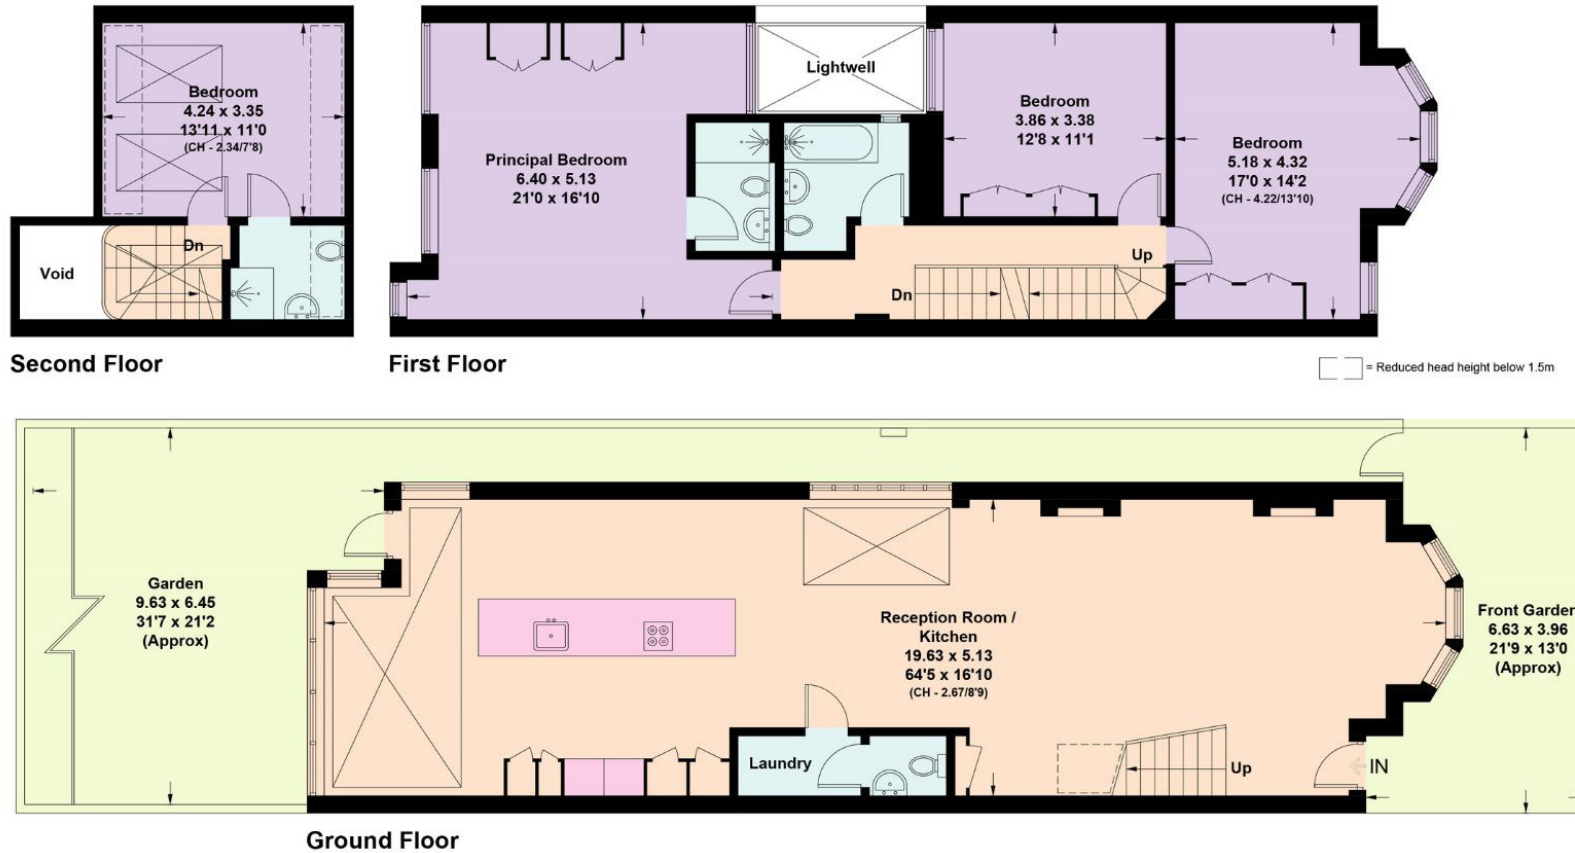 Bedroom
4.24 x 3.35
13'11 x 11'0
(CH - 2.34/7'8)
Dn
Void
Second Floor
Lightwell
Principal Bedroom
6.40 x 5.13
21'0 x 16'10
Bedroom
3.86 x 3.38
12'8 x 11'1
Bedroom
5.18 x 4.32
17'0 x 14'2
(CH - 4.22/13'10)
Up
Dn
First Floor
= Reduced head height below 1.5m
Garden
9.63 x 6.45
31'7 x 21'2
(Approx)
Reception Room /
Kitchen
19.63 x 5.13
64'5 x 16'10
(CH - 2.67/8'9)
Front Garden
6.63 x 3.96
21'9 x 13'0
(Approx)
Laundry
Up
IN
Ground Floor